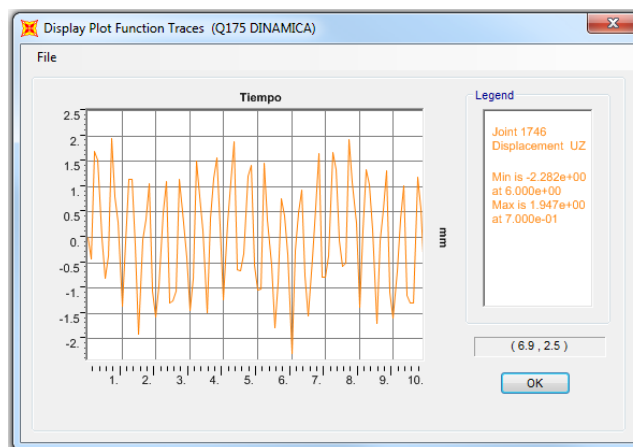 Display Plot Function Traces (Q175 DINAMICA)
File
Tiempo
2.5
2.
1.5
1.
0.5
0.
-0.5
-1.
-1.5
-2.
1. 2. 3. 4. 5. 6. 7. 8. 9. 10.
mm
Legend
Joint 1746
Displacement UZ
Min is -2.282e+00
at 6.000e+00
Max is 1.947e+00
at 7.000e-01
( 6.9 , 2.5 )
OK